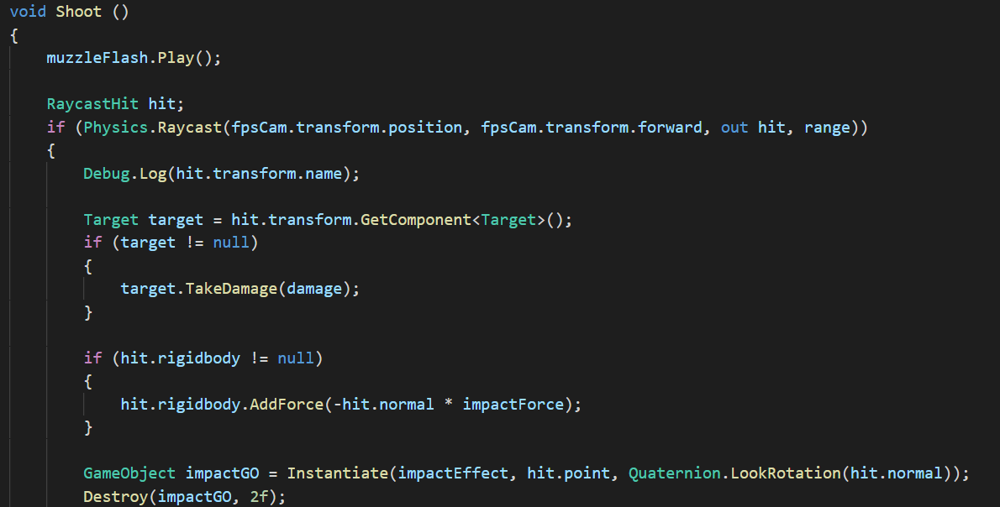 void Shoot ()
{
    muzzleFlash.Play();

    RaycastHit hit;
    if (Physics.Raycast(fpsCam.transform.position, fpsCam.transform.forward, out hit, range))
    {
        Debug.Log(hit.transform.name);

        Target target = hit.transform.GetComponent<Target>();
        if (target != null)
        {
            target.TakeDamage(damage);
        }

        if (hit.rigidbody != null)
        {
            hit.rigidbody.AddForce(-hit.normal * impactForce);
        }

        GameObject impactGO = Instantiate(impactEffect, hit.point, Quaternion.LookRotation(hit.normal));
        Destroy(impactGO, 2f);